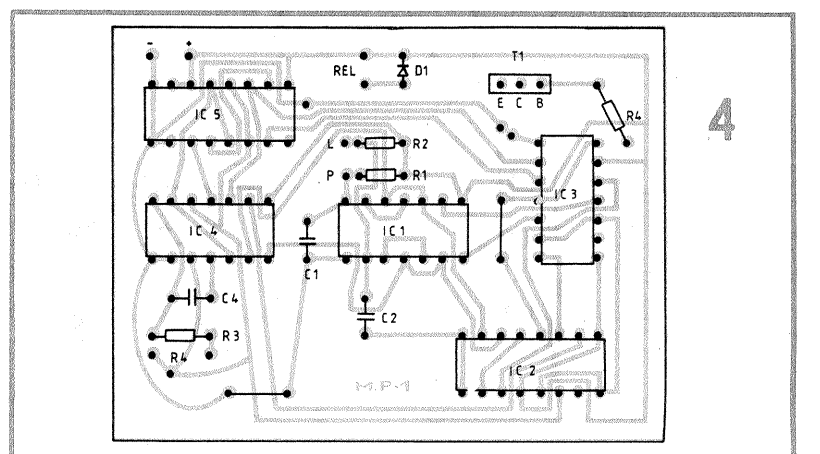 - +
REL
D1
T1
E C B
R4
4
IC 5
L
R2
P
R1
IC 3
IC 4
IC 1
C1
C4
C2
R3
R4
IC 2
M.P-1